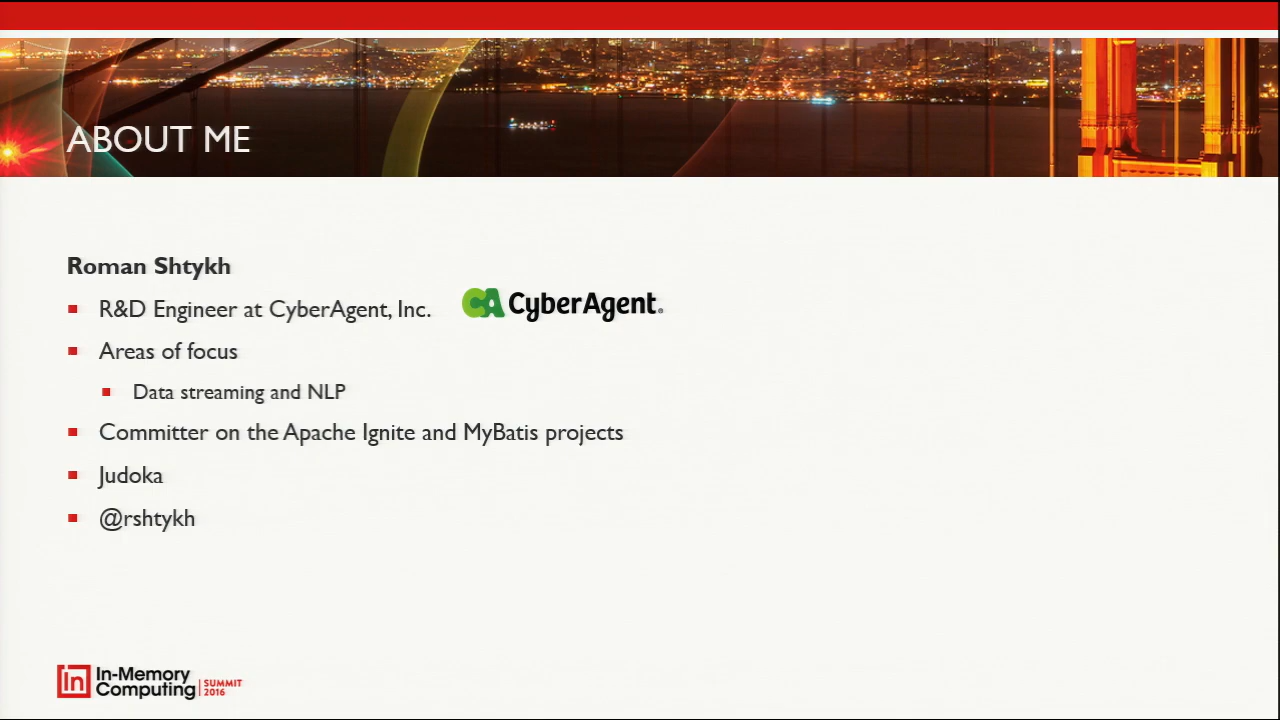 ABOUT ME
Roman Shtykh
R&D Engineer at CyberAgent, Inc.
CA CyberAgent®
Areas of focus
Data streaming and NLP
Committer on the Apache Ignite and MyBatis projects
Judoka
@rshtykh
in In-Memory
Computing
SUMMIT
2016